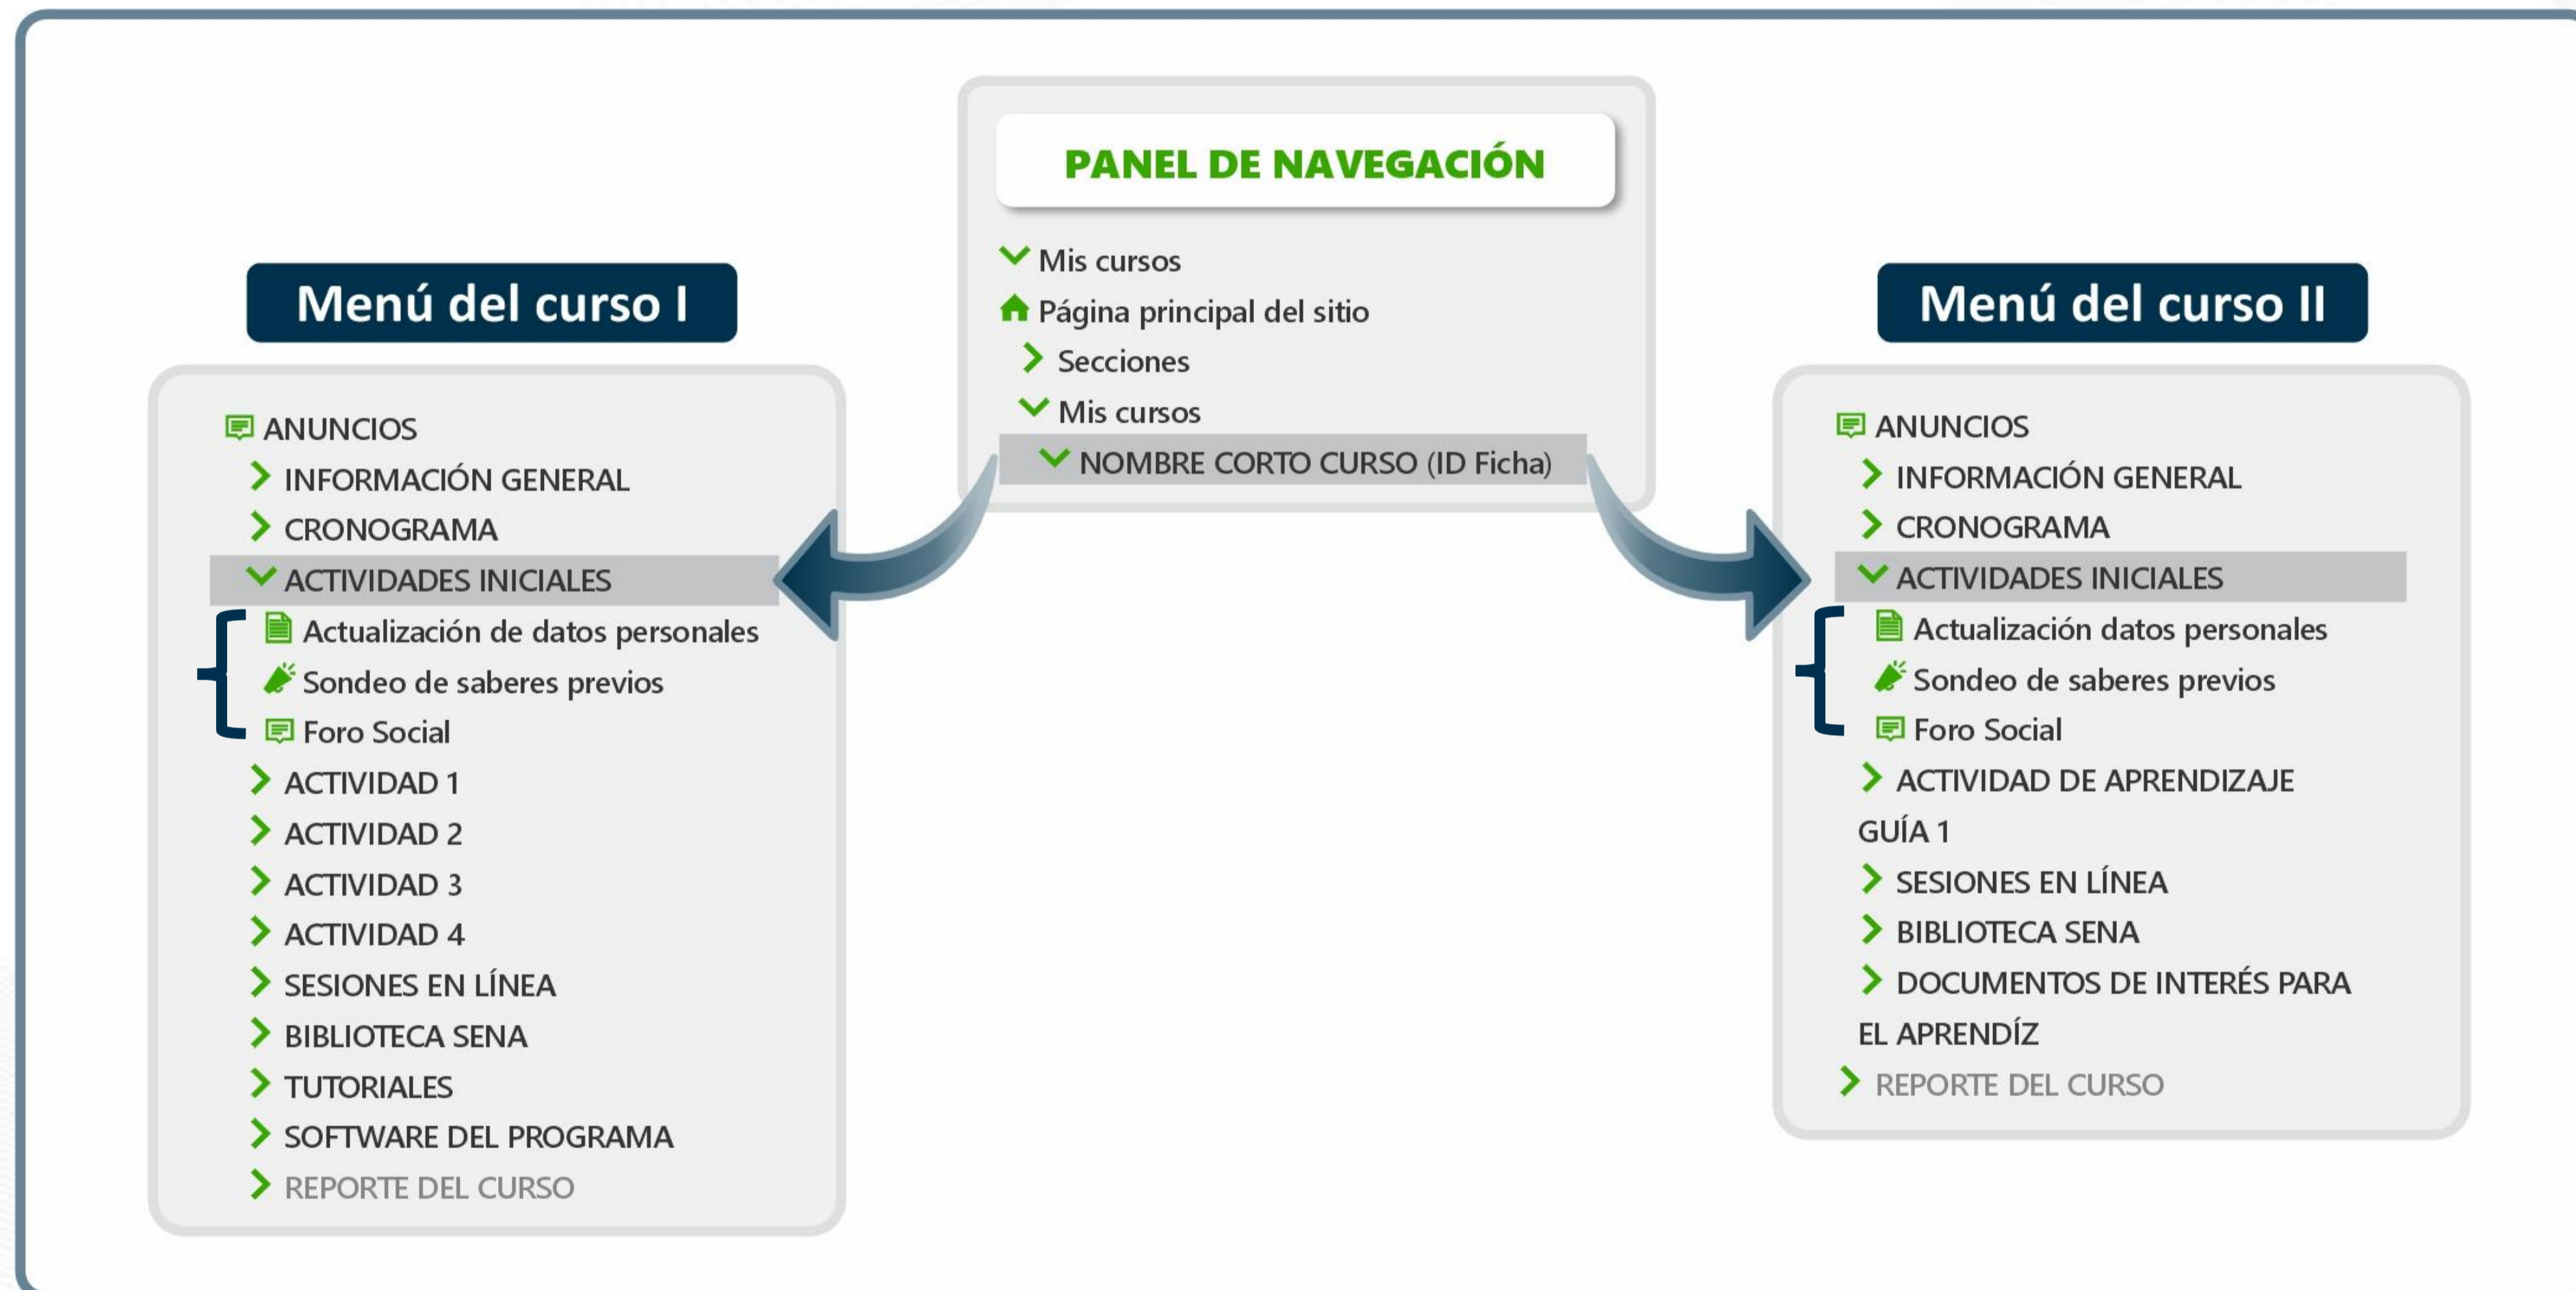 PANEL DE NAVEGACIÓN
Mis cursos
Página principal del sitio
Secciones
Mis cursos
NOMBRE CORTO CURSO (ID Ficha)
Menú del curso I
ANUNCIOS
INFORMACIÓN GENERAL
CRONOGRAMA
ACTIVIDADES INICIALES
Actualización de datos personales
Sondeo de saberes previos
Foro Social
ACTIVIDAD 1
ACTIVIDAD 2
ACTIVIDAD 3
ACTIVIDAD 4
SESIONES EN LÍNEA
BIBLIOTECA SENA
TUTORIALES
SOFTWARE DEL PROGRAMA
REPORTE DEL CURSO
Menú del curso II
ANUNCIOS
INFORMACIÓN GENERAL
CRONOGRAMA
ACTIVIDADES INICIALES
Actualización datos personales
Sondeo de saberes previos
Foro Social
ACTIVIDAD DE APRENDIZAJE
GUÍA 1
SESIONES EN LÍNEA
BIBLIOTECA SENA
DOCUMENTOS DE INTERÉS PARA
EL APRENDÍZ
REPORTE DEL CURSO